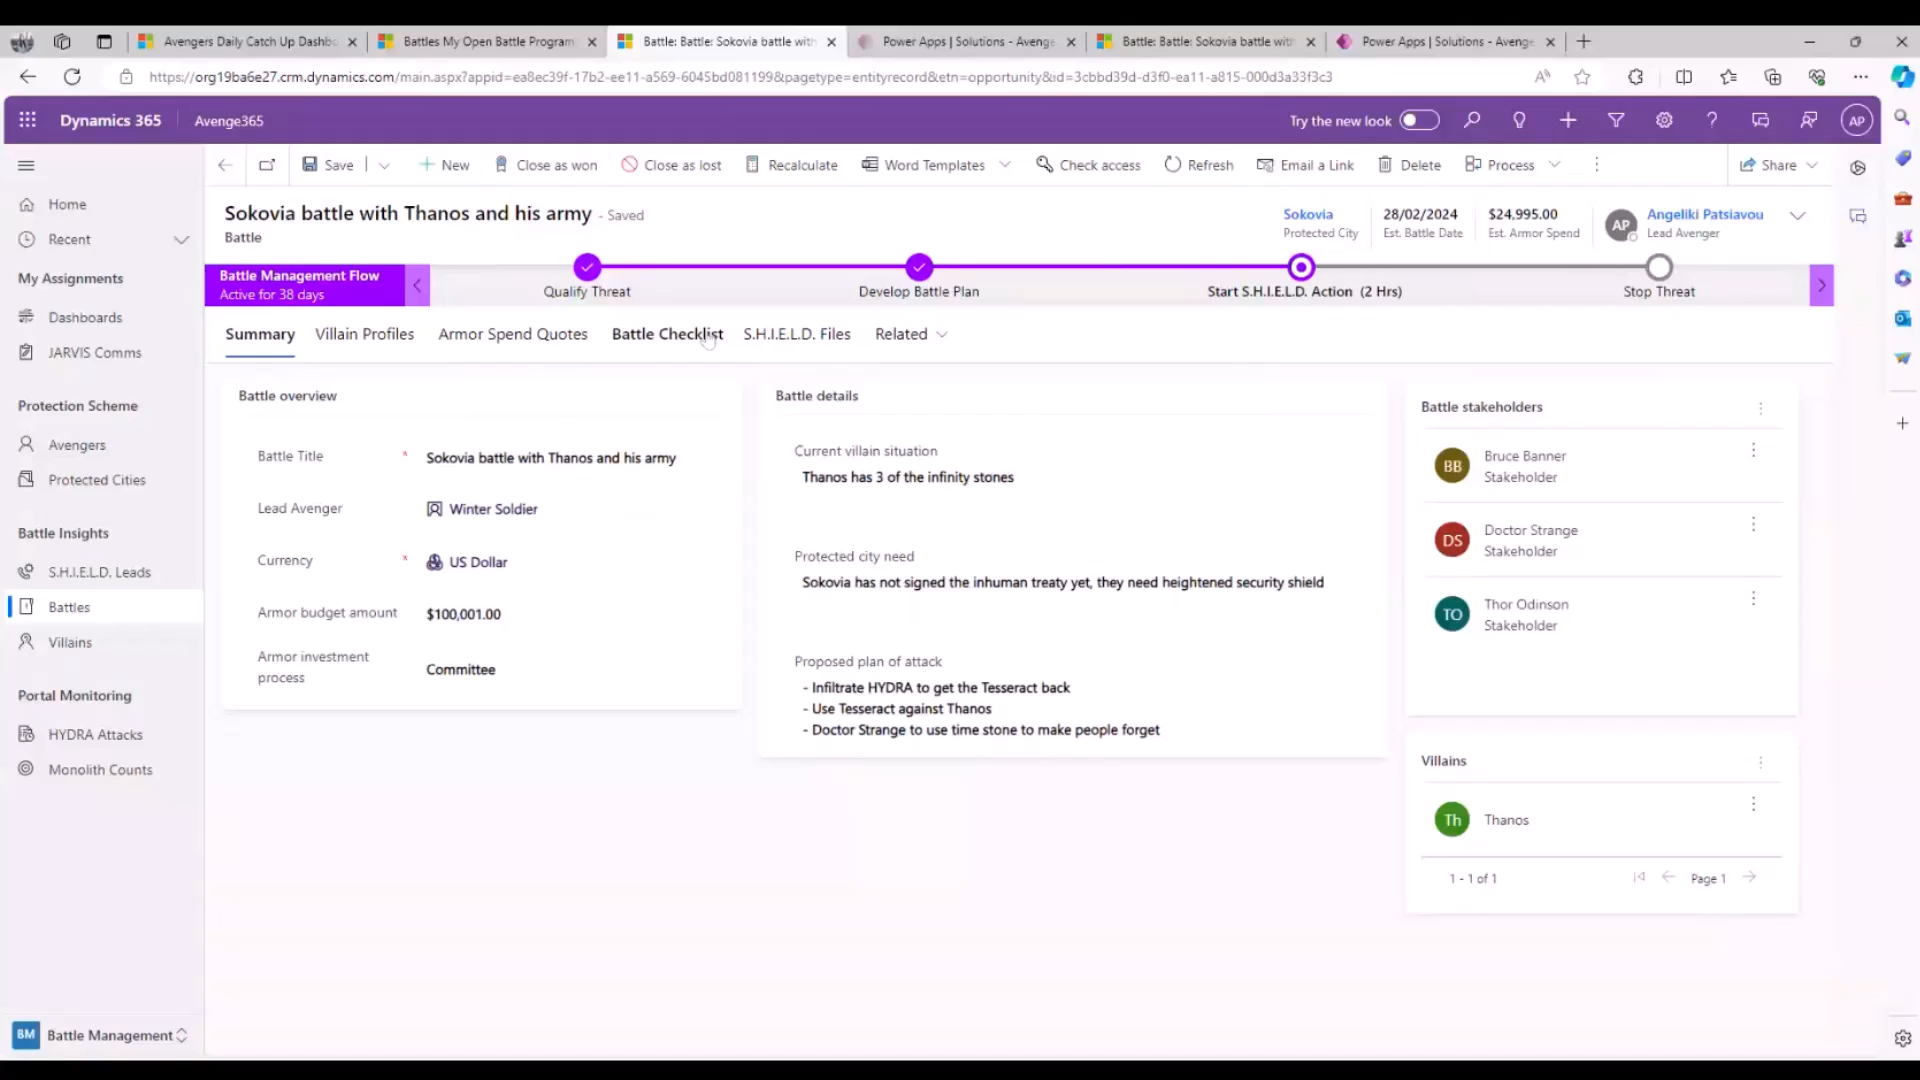 Avengers Daily Catch Up Dashbo
Battles My Open Battle Program
Battle: Battle: Sokovia battle with
Power Apps | Solutions - Avenge
Battle: Battle: Sokovia battle with
Power Apps | Solutions - Avenge
https://org19ba6e27.crm.dynamics.com/main.aspx?appid=ea8ec39f-17b2-ee11-a569-6045bd081199&pagetype=entityrecord&etn=opportunity&id=3cbbd39d-d3f0-ea11-a815-000d3a33f3c3
Dynamics 365
Avenge365
Try the new look
AP
Save
New
Close as won
Close as lost
Recalculate
Word Templates
Check access
Refresh
Email a Link
Delete
Process
Share
Home
Recent
My Assignments
Dashboards
JARVIS Comms
Protection Scheme
Avengers
Protected Cities
Battle Insights
S.H.I.E.L.D. Leads
Battles
Villains
Portal Monitoring
HYDRA Attacks
Monolith Counts
BM Battle Management
Sokovia battle with Thanos and his army - Saved
Battle
Sokovia
Protected City
28/02/2024
Est. Battle Date
$24,995.00
Est. Armor Spend
AP
Angeliki Patsiavou
Lead Avenger
Battle Management Flow
Active for 38 days
Qualify Threat
Develop Battle Plan
Start S.H.I.E.L.D. Action (2 Hrs)
Stop Threat
Summary
Villain Profiles
Armor Spend Quotes
Battle Checklist
S.H.I.E.L.D. Files
Related
Battle overview
Battle Title * Sokovia battle with Thanos and his army
Lead Avenger Winter Soldier
Currency * US Dollar
Armor budget amount $100,001.00
Armor investment
process
Committee
Battle details
Current villain situation
Thanos has 3 of the infinity stones
Protected city need
Sokovia has not signed the inhuman treaty yet, they need heightened security shield
Proposed plan of attack
- Infiltrate HYDRA to get the Tesseract back
- Use Tesseract against Thanos
- Doctor Strange to use time stone to make people forget
Battle stakeholders
BB
Bruce Banner
Stakeholder
DS
Doctor Strange
Stakeholder
TO
Thor Odinson
Stakeholder
Villains
Th
Thanos
1 - 1 of 1
Page 1